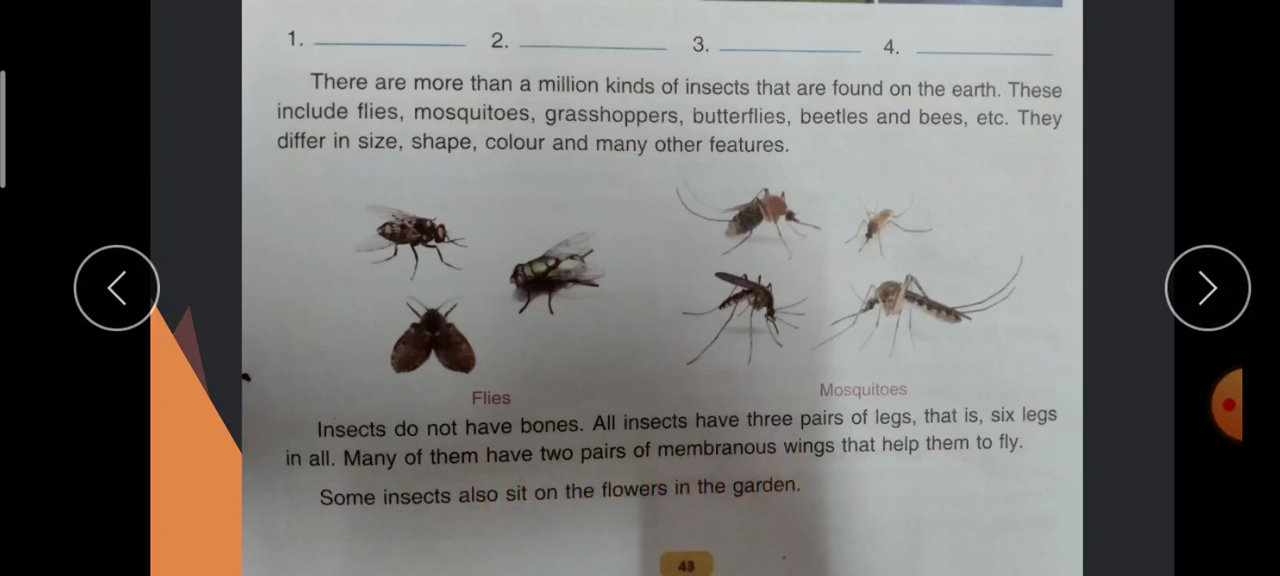 1. 2. 3. 4.
There are more than a million kinds of insects that are found on the earth. These
include flies, mosquitoes, grasshoppers, butterflies, beetles and bees, etc. They
differ in size, shape, colour and many other features.
Flies
Mosquitoes
Insects do not have bones. All insects have three pairs of legs, that is, six legs
in all. Many of them have two pairs of membranous wings that help them to fly.
Some insects also sit on the flowers in the garden.
43